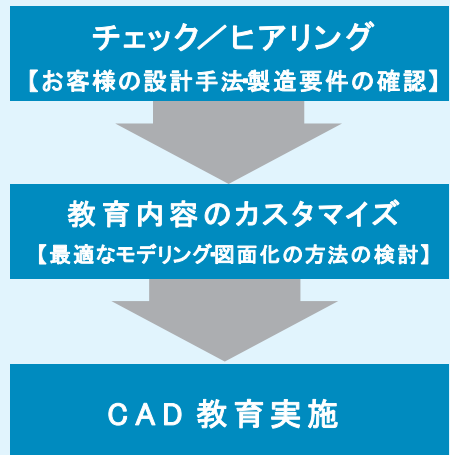 チェック／ヒアリング
【お客様の設計手法・製造要件の確認】
教育内容のカスタマイズ
【最適なモデリング・図面化の方法の検討】
CAD 教育実施